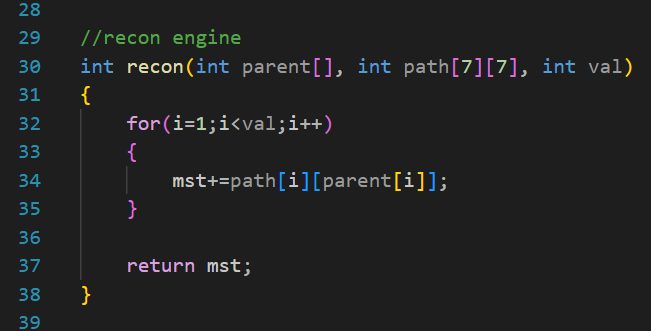 28
29 //recon engine
30 int recon(int parent[], int path[7][7], int val)
31 {
32     for(i=1;i<val;i++)
33     {
34         mst+=path[i][parent[i]];
35     }
36
37     return mst;
38 }
39